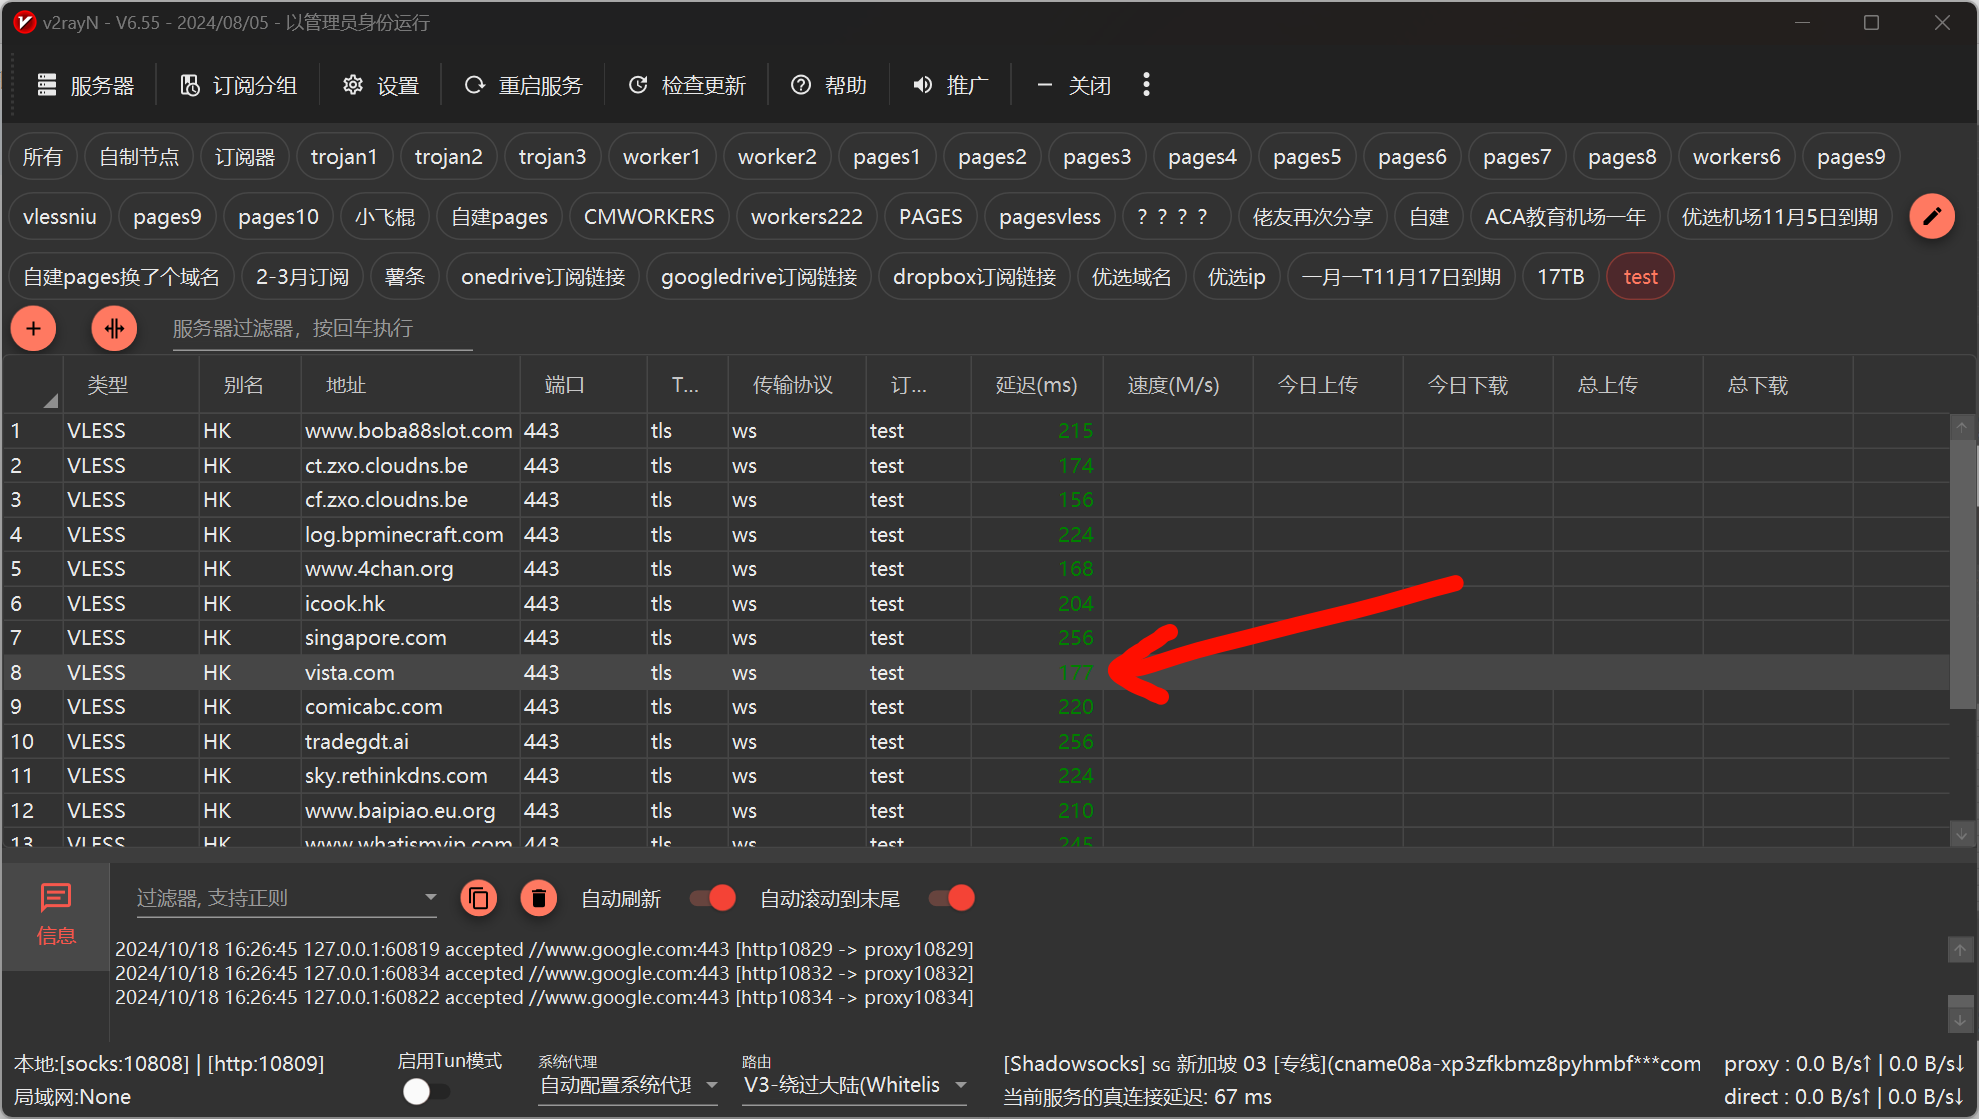 v2rayN - V6.55 - 2024/08/05 - 以管理员身份运行
服务器 订阅分组 设置 重启服务 检查更新 帮助 推广 关闭
所有 自制节点 订阅器 trojan1 trojan2 trojan3 worker1 worker2 pages1 pages2 pages3 pages4 pages5 pages6 pages7 pages8 workers6 pages9
vlessniu pages9 pages10 小飞棍 自建pages CMWORKERS workers222 PAGES pagesvless ？？？？ 佬友再次分享 自建 ACA教育机场一年 优选机场11月5日到期
自建pages换了个域名 2-3月订阅 薯条 onedrive订阅链接 googledrive订阅链接 dropbox订阅链接 优选域名 优选ip 一月一T11月17日到期 17TB test
服务器过滤器，按回车执行
类型 别名 地址 端口 T... 传输协议 订... 延迟(ms) 速度(M/s) 今日上传 今日下载 总上传 总下载
1 VLESS HK www.boba88slot.com 443 tls ws test 215
2 VLESS HK ct.zxo.cloudns.be 443 tls ws test 174
3 VLESS HK cf.zxo.cloudns.be 443 tls ws test 156
4 VLESS HK log.bpminecraft.com 443 tls ws test 224
5 VLESS HK www.4chan.org 443 tls ws test 168
6 VLESS HK icook.hk 443 tls ws test 204
7 VLESS HK singapore.com 443 tls ws test 256
8 VLESS HK vista.com 443 tls ws test 177
9 VLESS HK comicabc.com 443 tls ws test 220
10 VLESS HK tradegdt.ai 443 tls ws test 256
11 VLESS HK sky.rethinkdns.com 443 tls ws test 224
12 VLESS HK www.baipiao.eu.org 443 tls ws test 210
13 VLESS HK www.whatismyip.com 443 tls ws test 245
过滤器, 支持正则 自动刷新 自动滚动到末尾
信息
2024/10/18 16:26:45 127.0.0.1:60819 accepted //www.google.com:443 [http10829 -> proxy10829]
2024/10/18 16:26:45 127.0.0.1:60834 accepted //www.google.com:443 [http10832 -> proxy10832]
2024/10/18 16:26:45 127.0.0.1:60822 accepted //www.google.com:443 [http10834 -> proxy10834]
本地:[socks:10808] | [http:10809]
局域网:None
启用Tun模式
系统代理
自动配置系统代理
路由
V3-绕过大陆(Whitelis
[Shadowsocks] SG 新加坡 03 [专线](cname08a-xp3zfkbmz8pyhmbf***com
当前服务的真连接延迟: 67 ms
proxy : 0.0 B/s↑ | 0.0 B/s↓
direct : 0.0 B/s↑ | 0.0 B/s↓